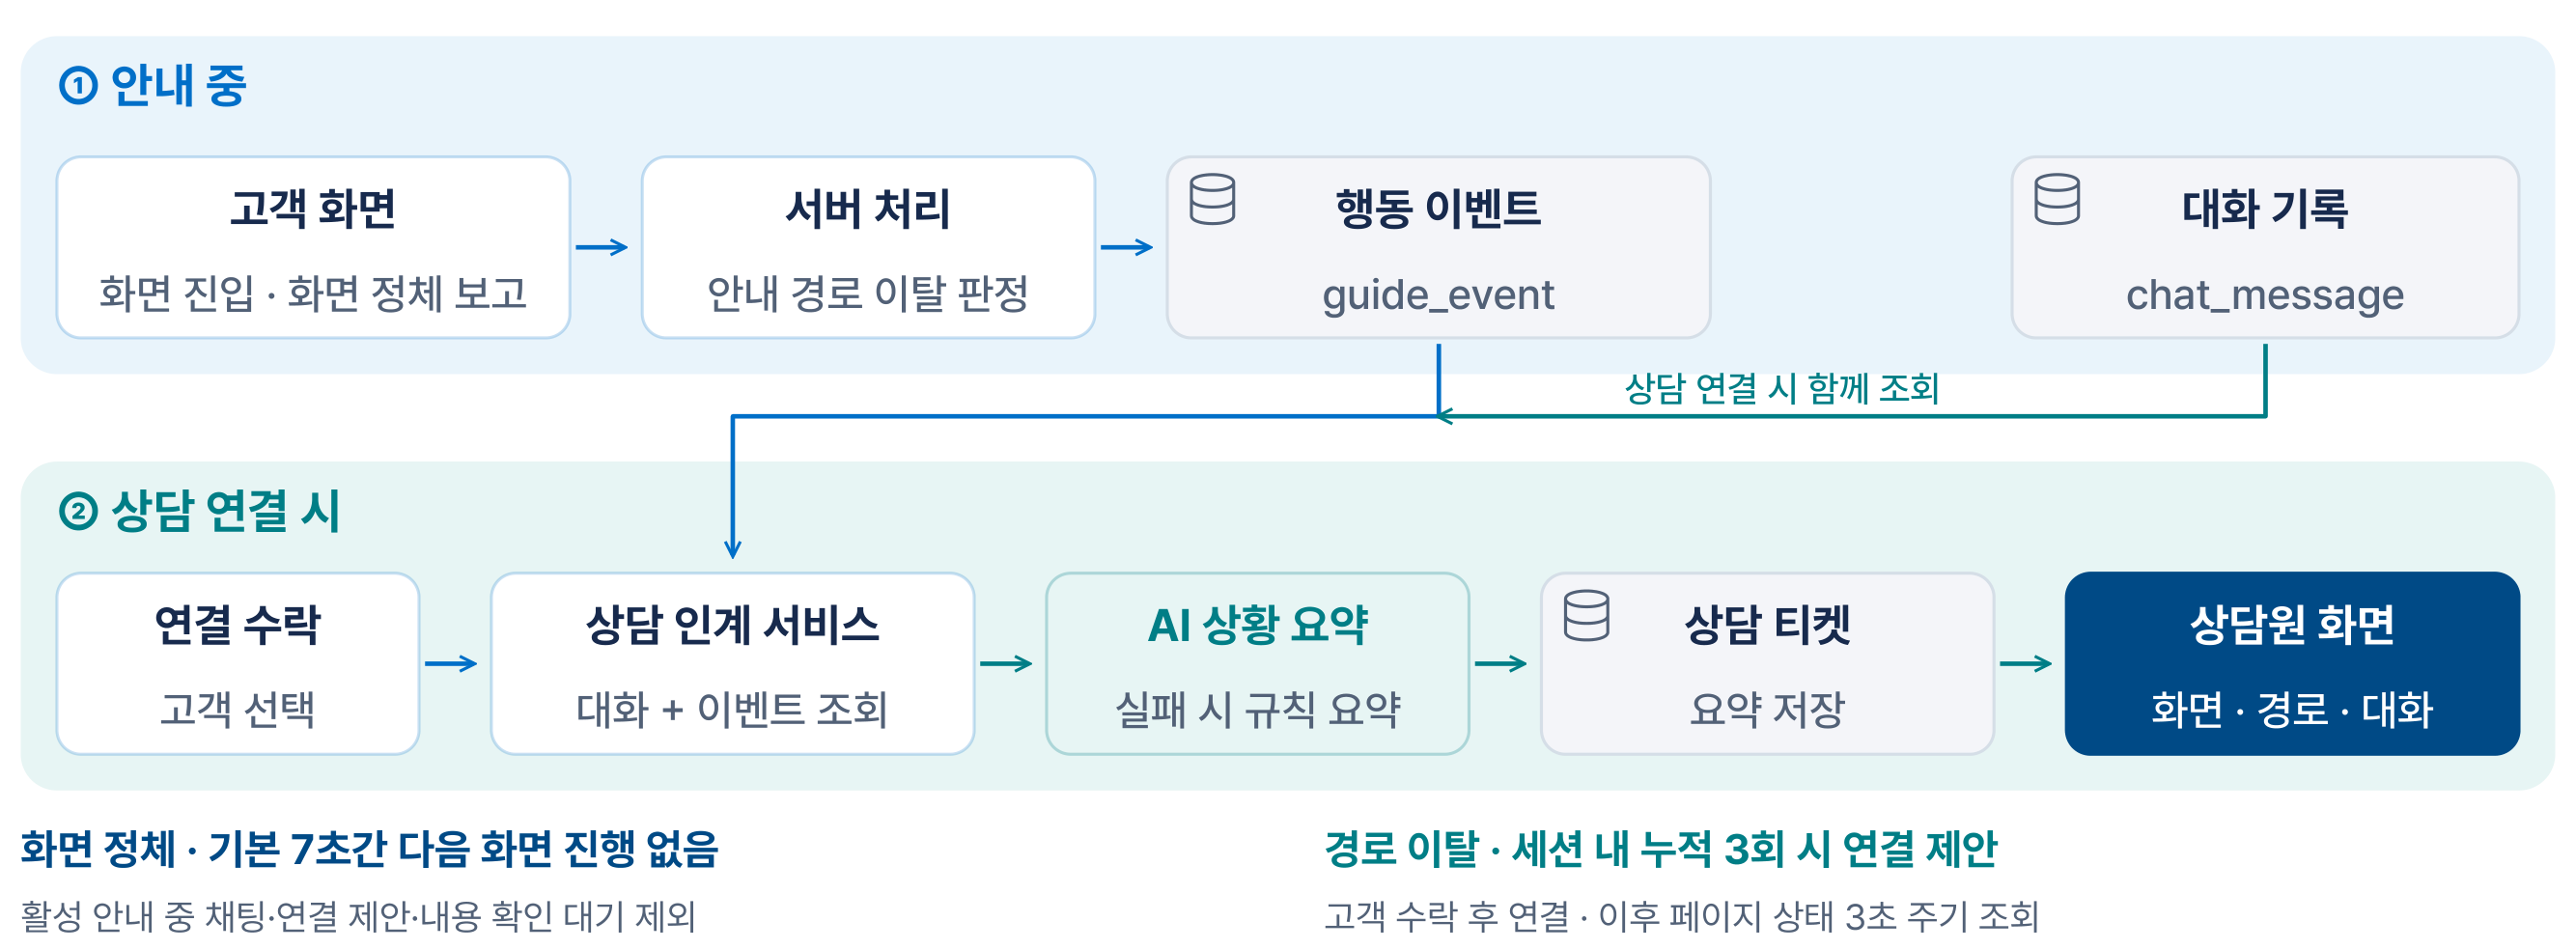 ① 안내 중
고객 화면
화면 진입 · 화면 정체 보고
서버 처리
안내 경로 이탈 판정
행동 이벤트
guide_event
대화 기록
chat_message
상담 연결 시 함께 조회
② 상담 연결 시
연결 수락
고객 선택
상담 인계 서비스
대화 + 이벤트 조회
AI 상황 요약
실패 시 규칙 요약
상담 티켓
요약 저장
상담원 화면
화면 · 경로 · 대화
화면 정체 · 기본 7초간 다음 화면 진행 없음
활성 안내 중 채팅·연결 제안·내용 확인 대기 제외
경로 이탈 · 세션 내 누적 3회 시 연결 제안
고객 수락 후 연결 · 이후 페이지 상태 3초 주기 조회